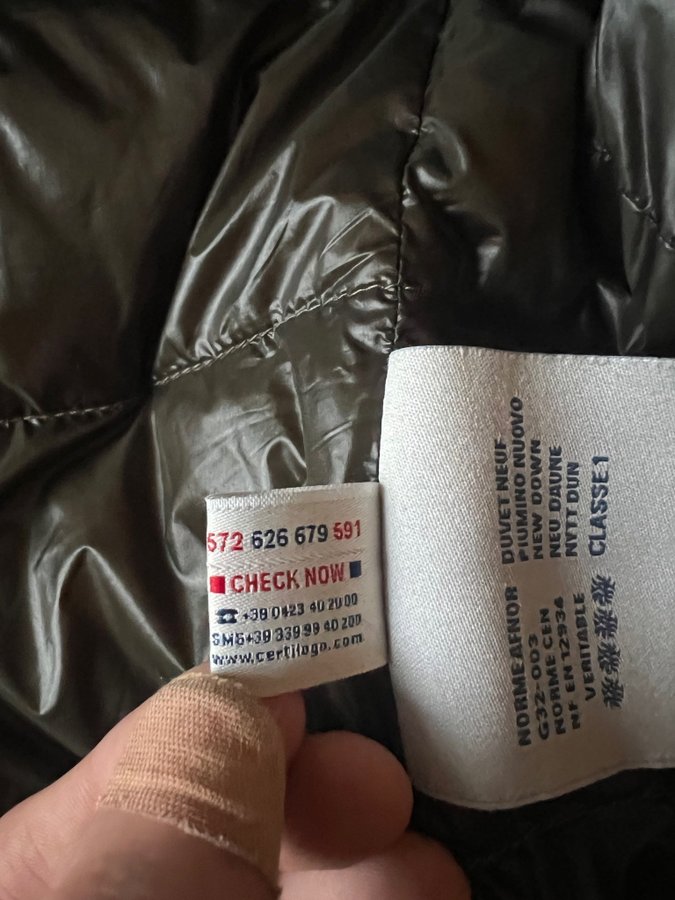 572 626 679 591
CHECK NOW
☎ +39 0423 40 20 00
SMS+39 339 99 40 200
www.certilogo.com
DUVET NEUF
PIUMINO NUOVO
NEW DOWN
NEU DAUNE
NYTT DUN
CLASSE 1
NORME AFNOR
G32-003
NORME CEN
NF EN 12934
VERITABLE